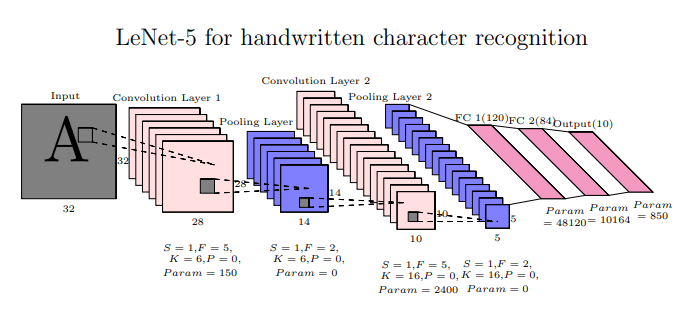 LeNet-5 for handwritten character recognition
Input
A
32
32
Convolution Layer 1
28
28
S = 1,F = 5,
K = 6,P = 0,
Param = 150
Pooling Layer 1
14
14
S = 1,F = 2,
K = 6,P = 0,
Param = 0
Convolution Layer 2
10
10
S = 1,F = 5,
K = 16,P = 0,
Param = 2400
Pooling Layer 2
5
5
S = 1,F = 2,
K = 16,P = 0,
Param = 0
FC 1(120)
Param
= 48120
FC 2(84)
Param
= 10164
Output(10)
Param
= 850